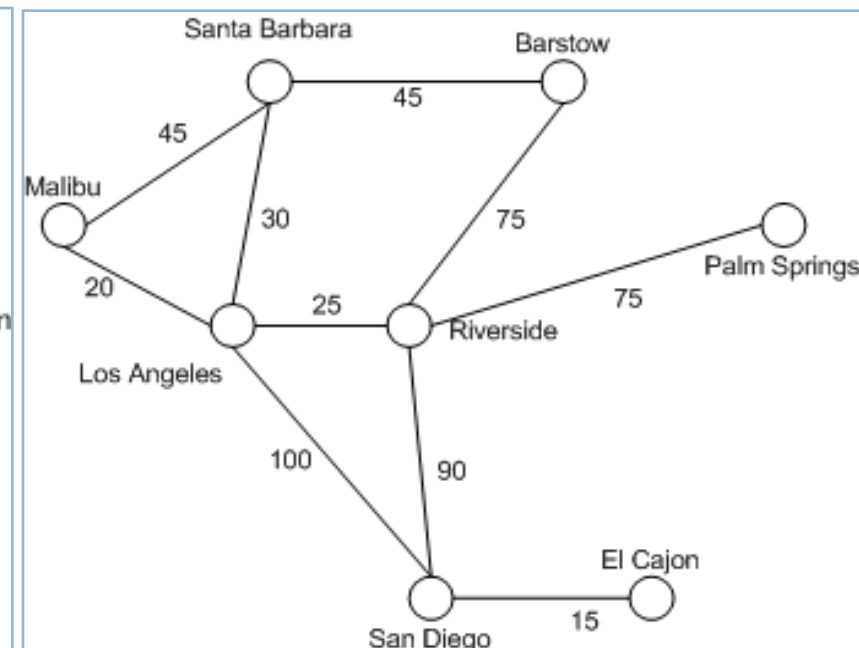 Santa Barbara
Barstow
45
45
Malibu
30
75
Palm Springs
20
25
75
n
Riverside
Los Angeles
100
90
El Cajon
15
San Diego